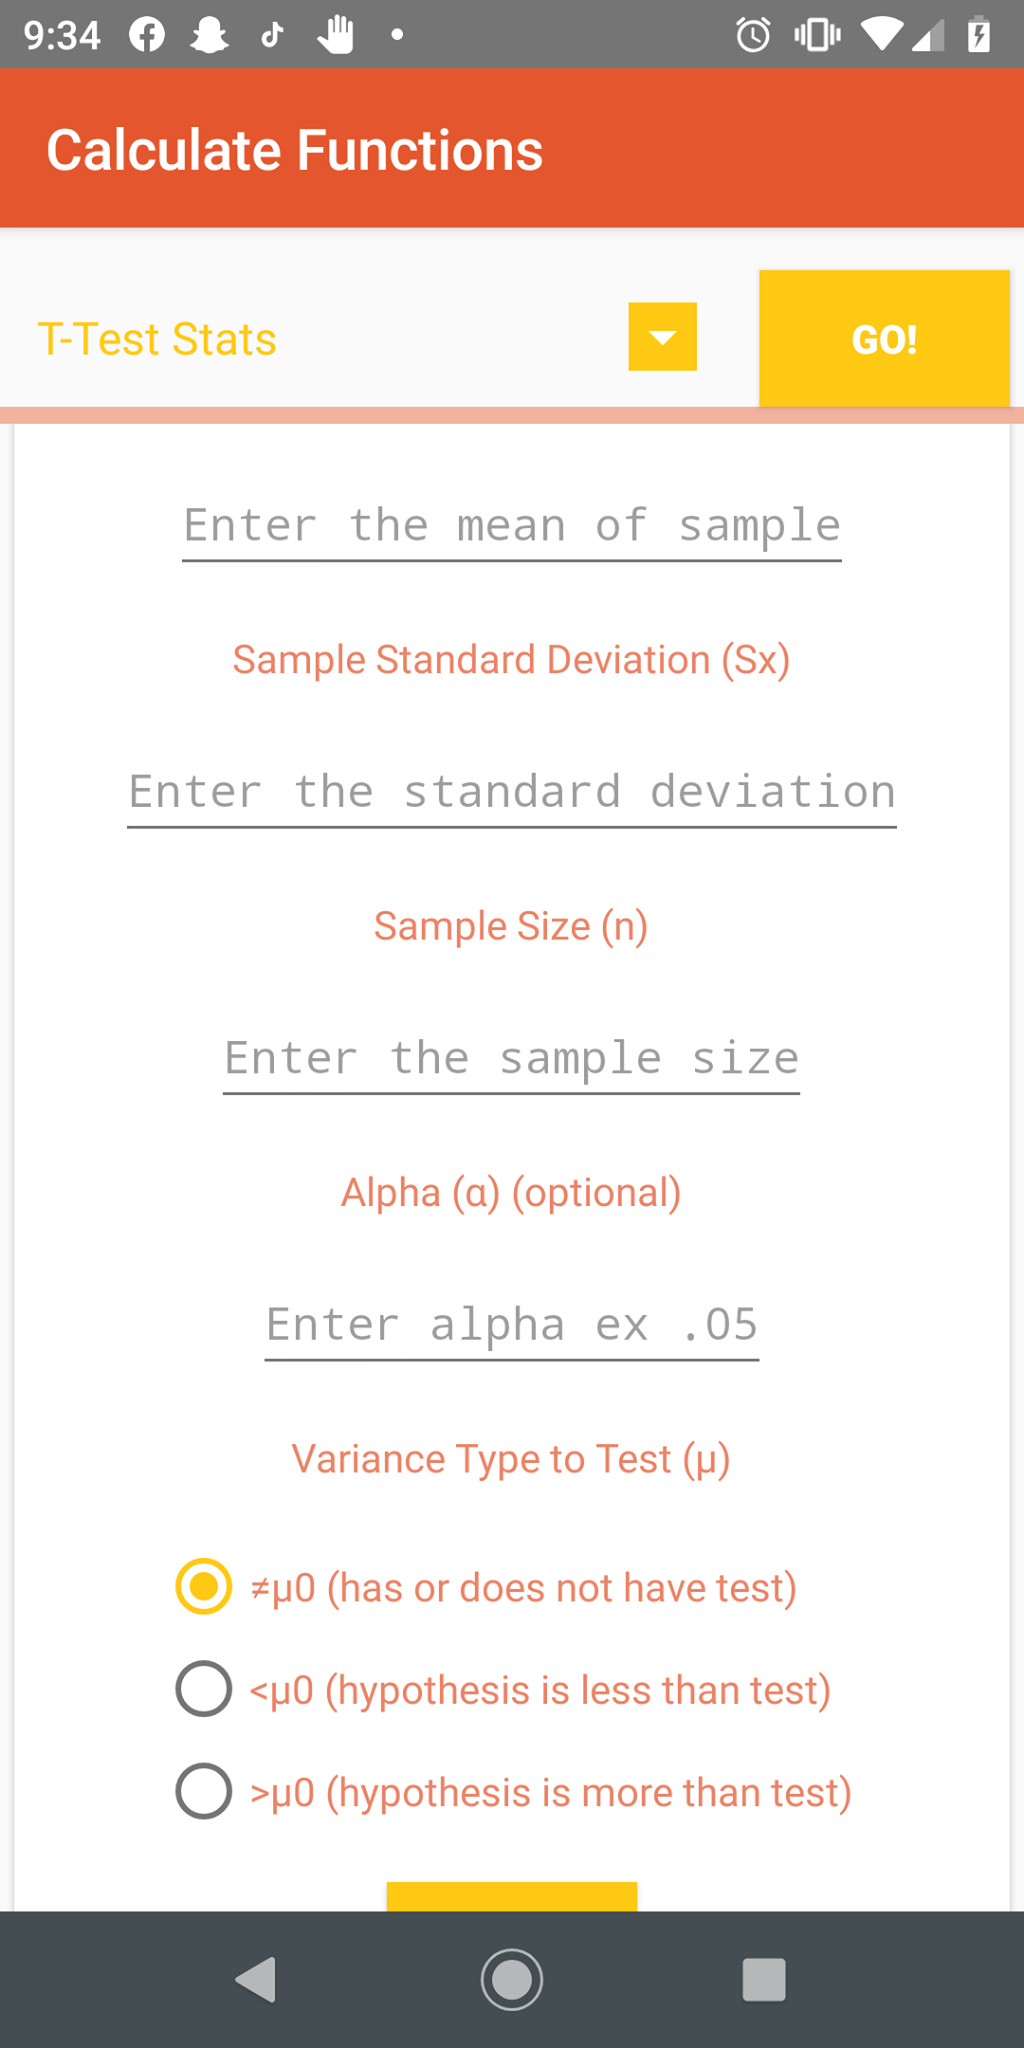 9:34
Calculate Functions
T-Test Stats
GO!
Enter the mean of sample
Sample Standard Deviation (Sx)
Enter the standard deviation
Sample Size (n)
Enter the sample size
Alpha (α) (optional)
Enter alpha ex .05
Variance Type to Test (μ)
≠μ0 (has or does not have test)
<μ0 (hypothesis is less than test)
>μ0 (hypothesis is more than test)